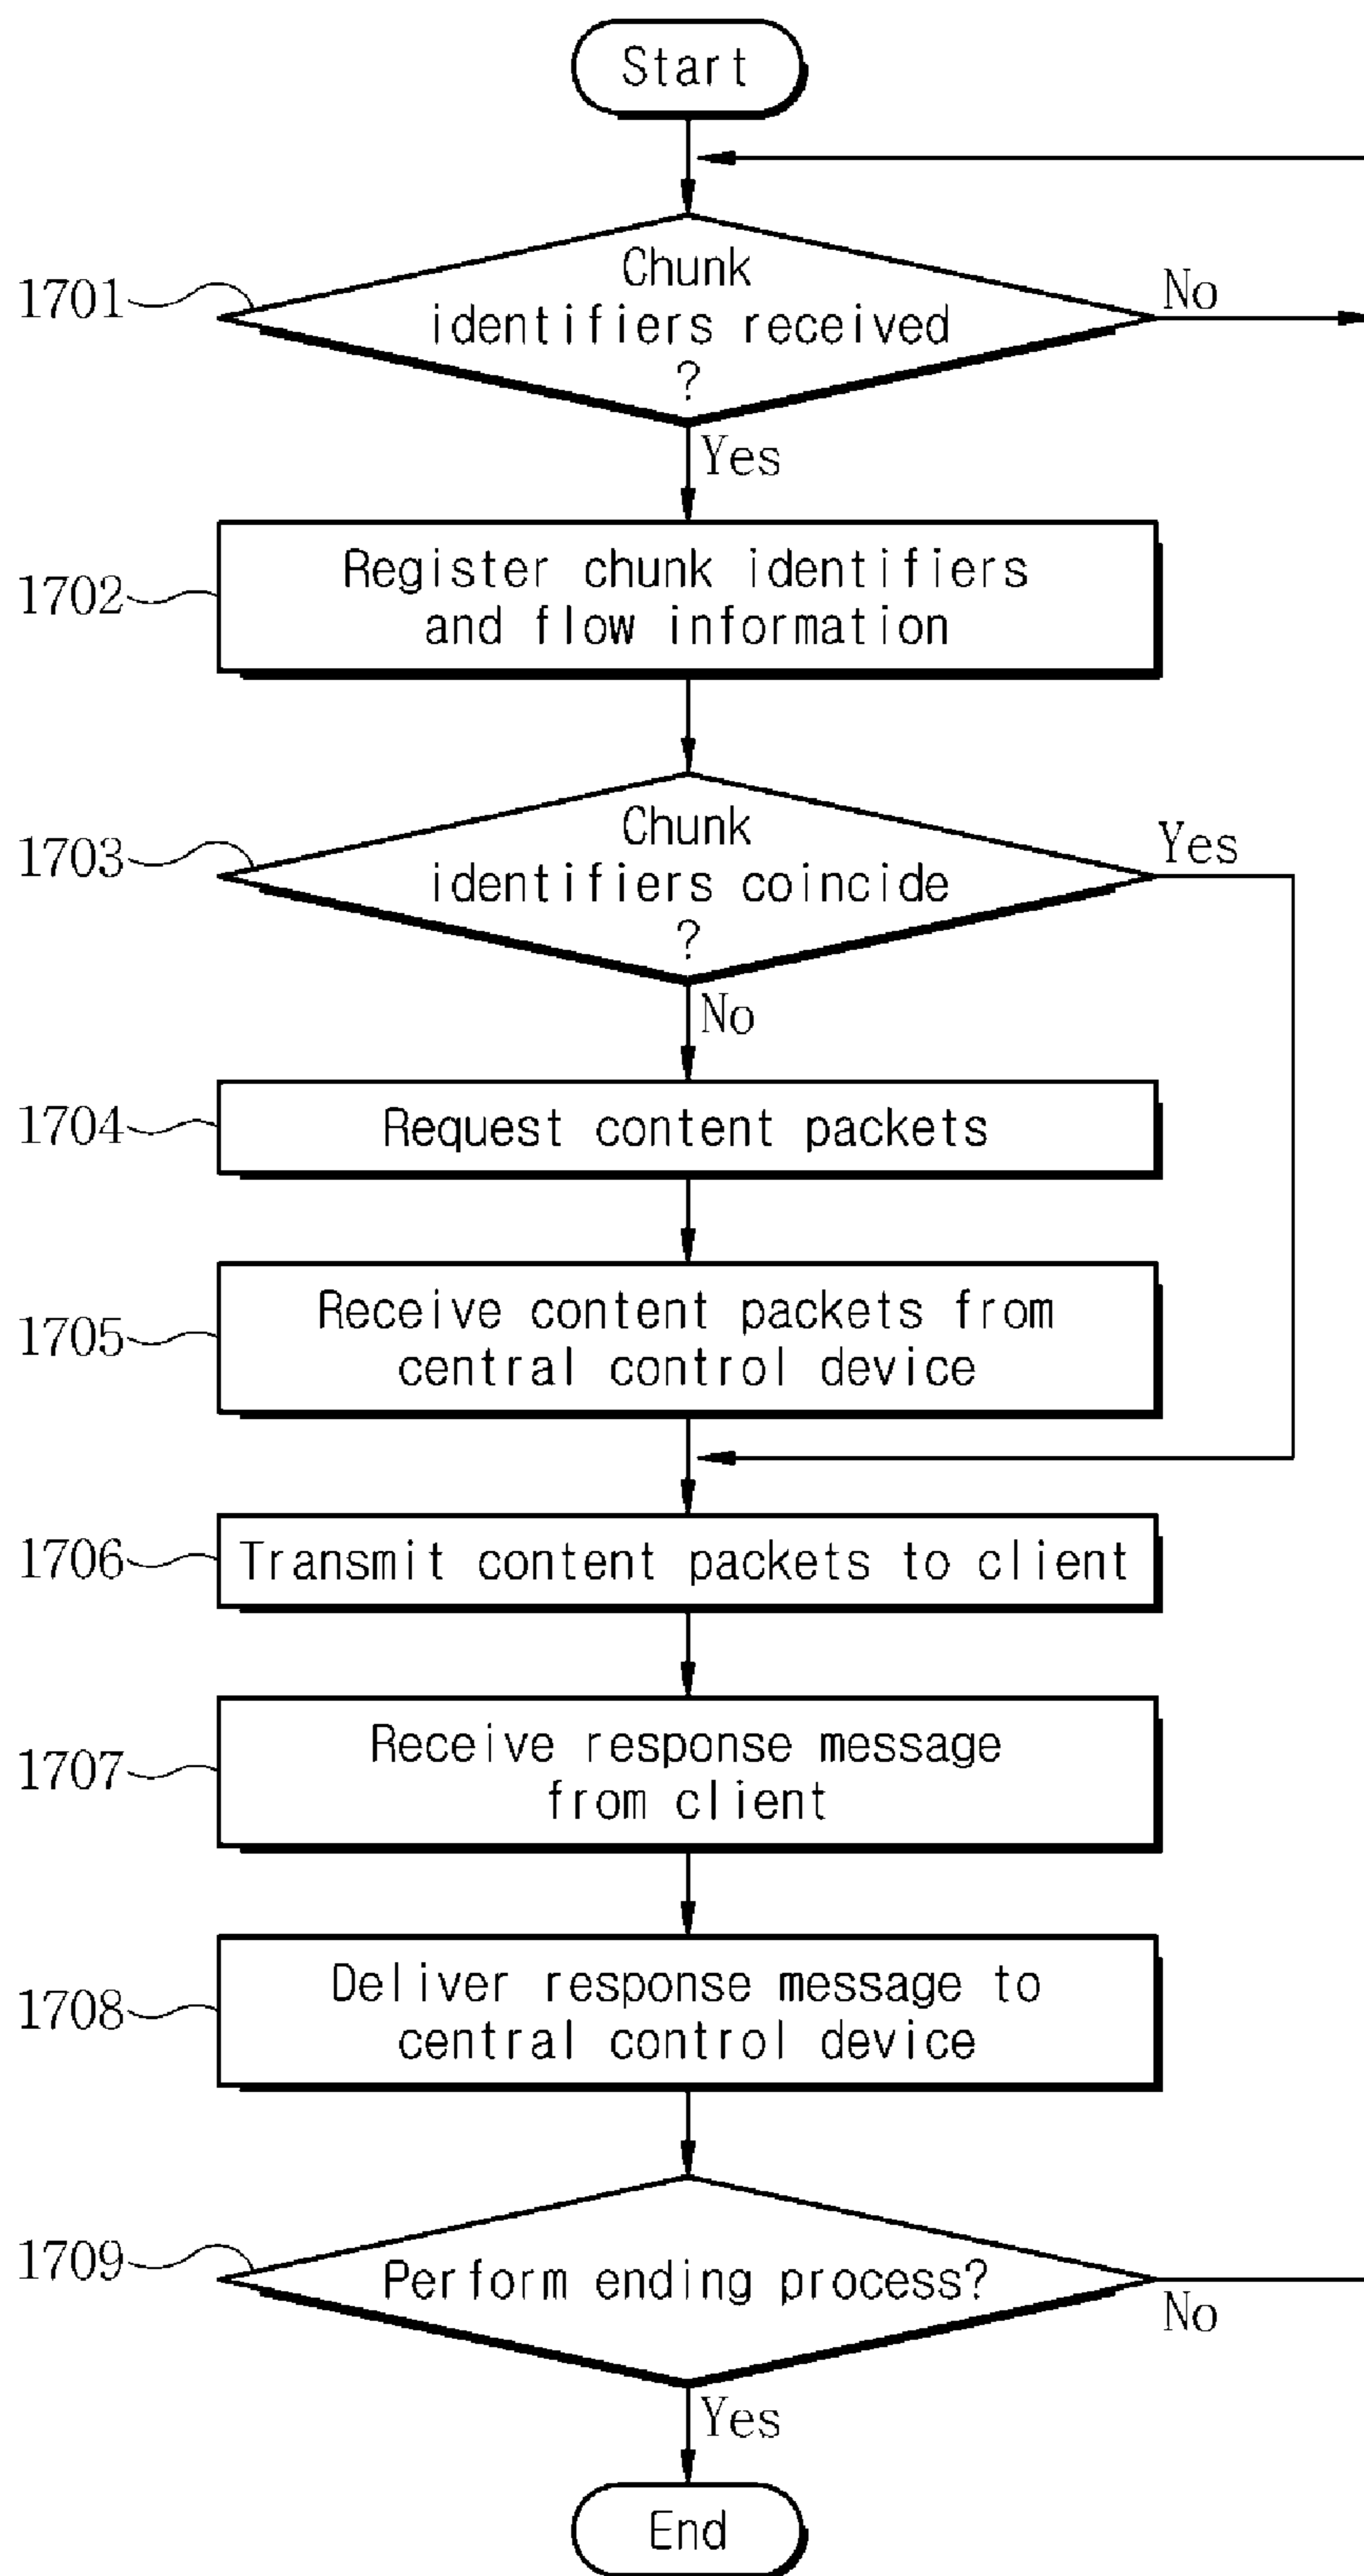 Start
Chunk
1701
identifiers received
?
No
Yes
1702
Register chunk identifiers
and flow information
Chunk
1703
identifiers coincide
?
Yes
No
1704
Request content packets
1705
Receive content packets from
central control device
1706
Transmit content packets to client
1707
Receive response message
from client
1708
Deliver response message to
central control device
1709
Perform ending process?
No
Yes
End